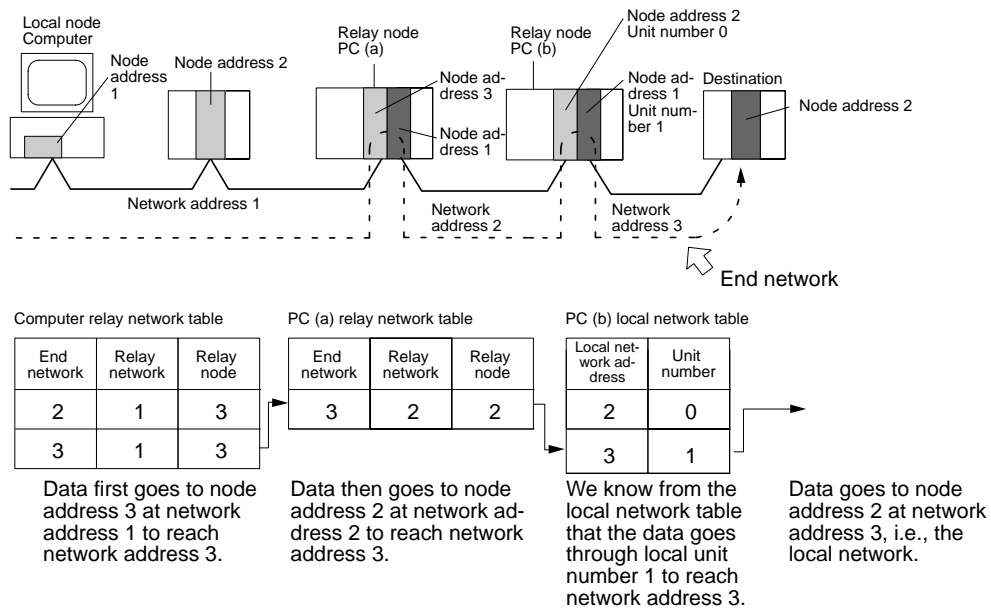 Local node
Computer
Node
address
1
Node address 2
Relay node
PC (a)
Node ad-
dress 3
Node ad-
dress 1
Relay node
PC (b)
Node address 2
Unit number 0
Node ad-
dress 1
Unit num-
ber 1
Destination
Node address 2
Network address 1
Network
address 2
Network
address 3
End network
Computer relay network table
End
network
Relay
network
Relay
node
2 1 3
3 1 3
Data first goes to node
address 3 at network
address 1 to reach
network address 3.
PC (a) relay network table
End
network
Relay
network
Relay
node
3 2 2
Data then goes to node
address 2 at network ad-
dress 2 to reach network
address 3.
PC (b) local network table
Local net-
work ad-
dress
Unit
number
2 0
3 1
We know from the
local network table
that the data goes
through local unit
number 1 to reach
network address 3.
Data goes to node
address 2 at network
address 3, i.e., the
local network.